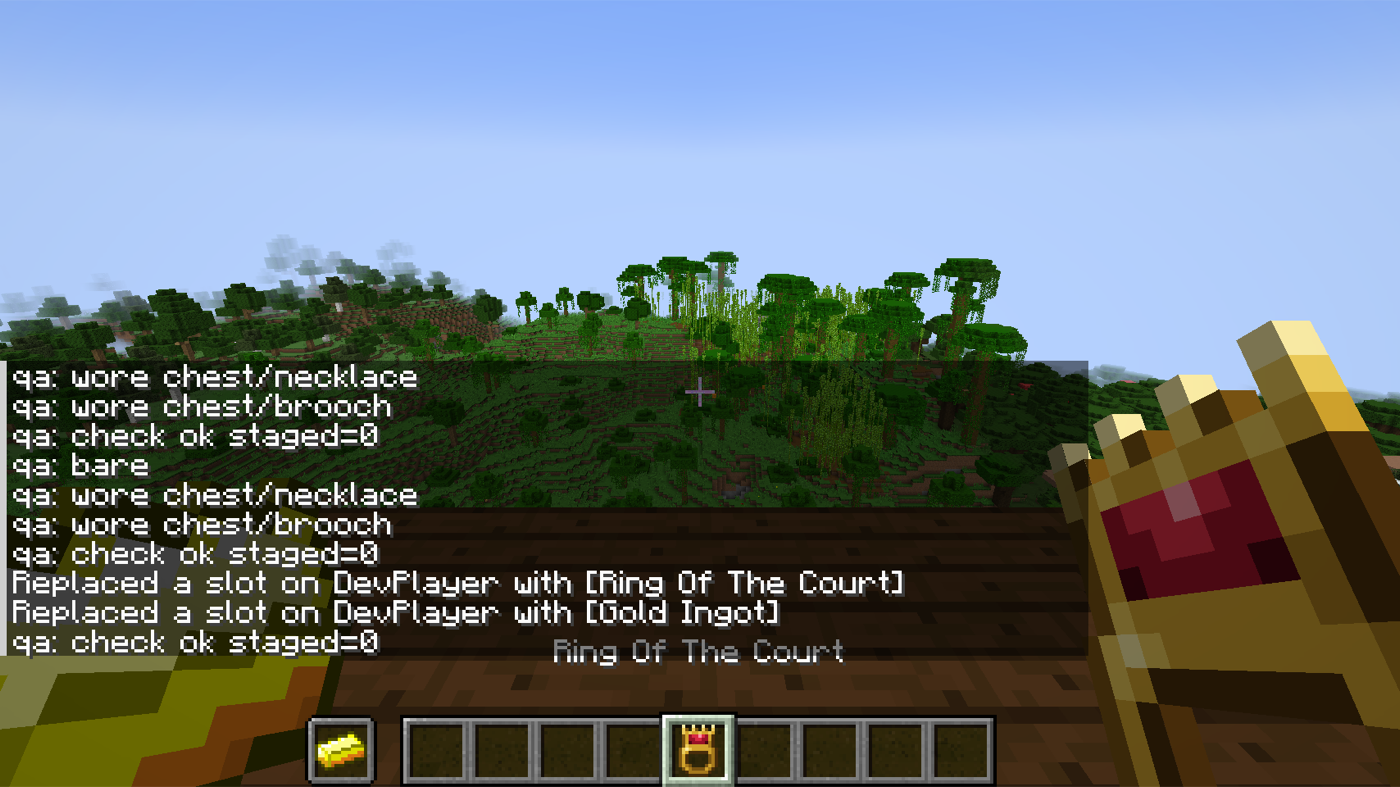 qa: wore chest/necklace
qa: wore chest/brooch
qa: check ok staged=0
qa: bare
qa: wore chest/necklace
qa: wore chest/brooch
qa: check ok staged=0
Replaced a slot on DevPlayer with [Ring Of The Court]
Replaced a slot on DevPlayer with [Gold Ingot]
qa: check ok staged=0
Ring Of The Court